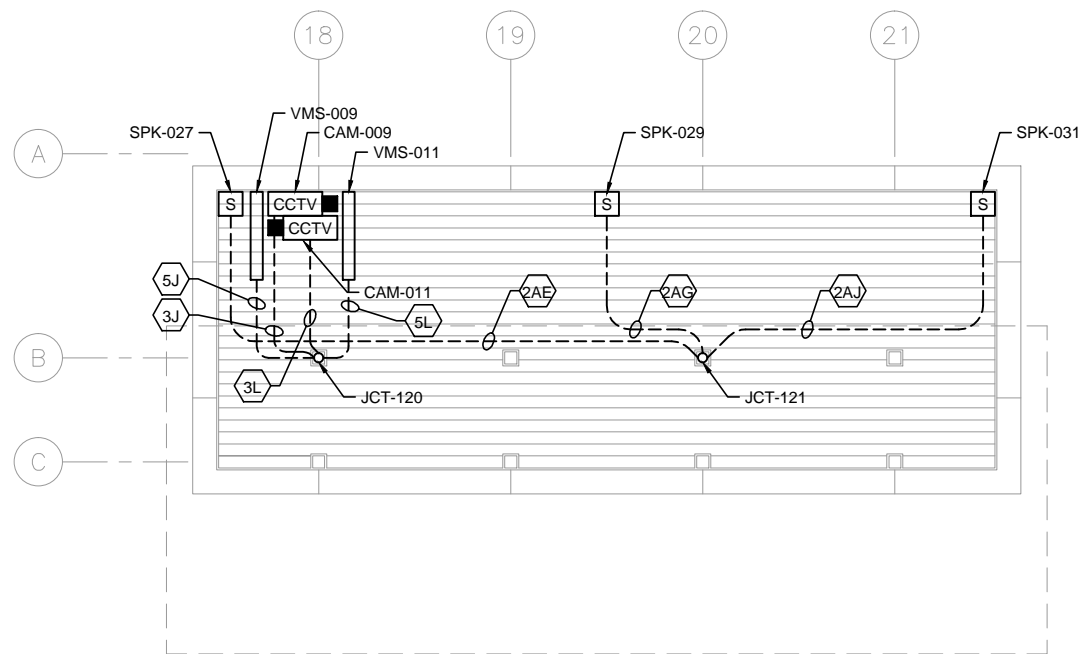 18
19
20
21
VMS-009
SPK-027
CAM-009
SPK-029
SPK-031
VMS-011
A
S
CCTV
S
S
CCTV
5J
CAM-011
2AE
2AG
2AJ
3J
5L
B
3L
JCT-120
JCT-121
C